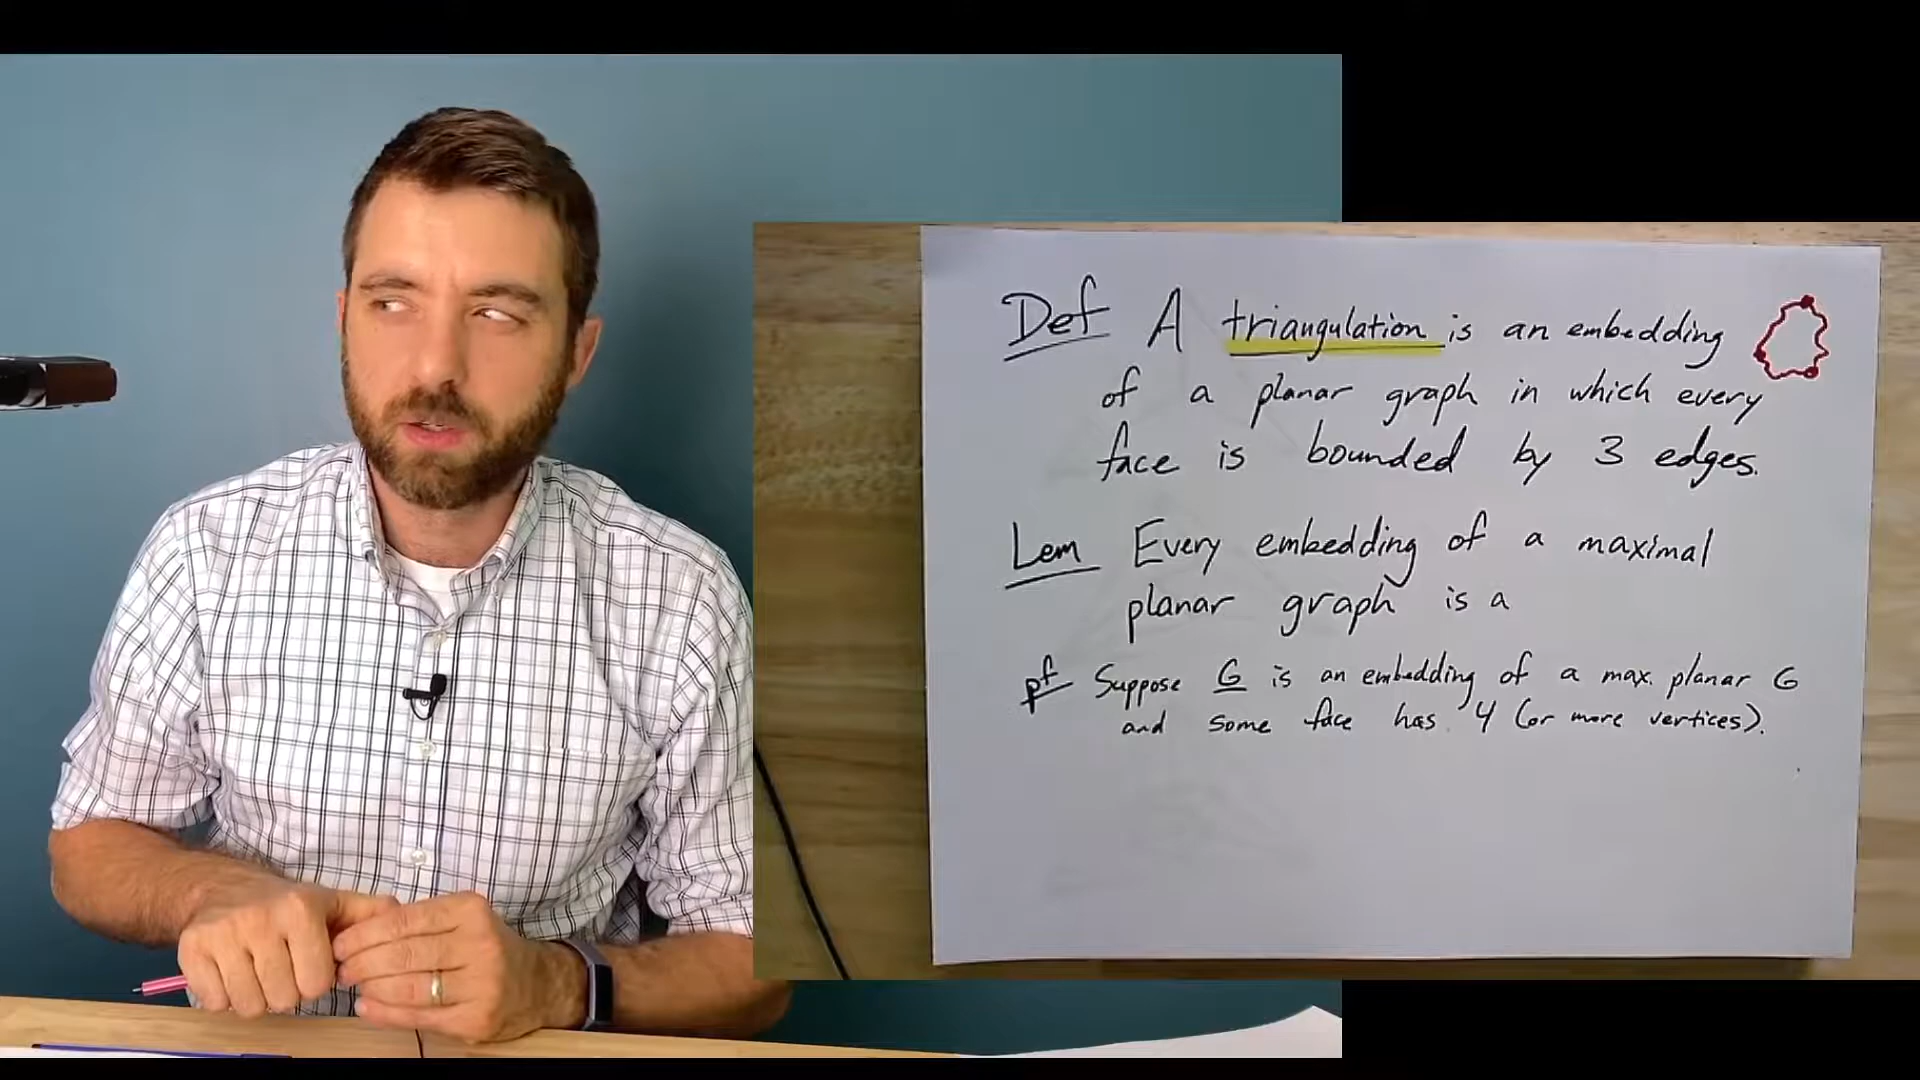 Def A triangulation is an embedding
of a planar graph in which every
face is bounded by 3 edges.
Lem Every embedding of a maximal
planar graph is a
pf Suppose G is an embedding of a max. planar G
and some face has 4 (or more vertices).